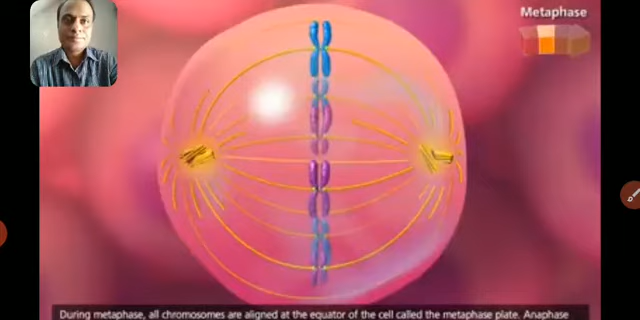 Metaphase
During metaphase, all chromosomes are aligned at the equator of the cell called the metaphase plate. Anaphase